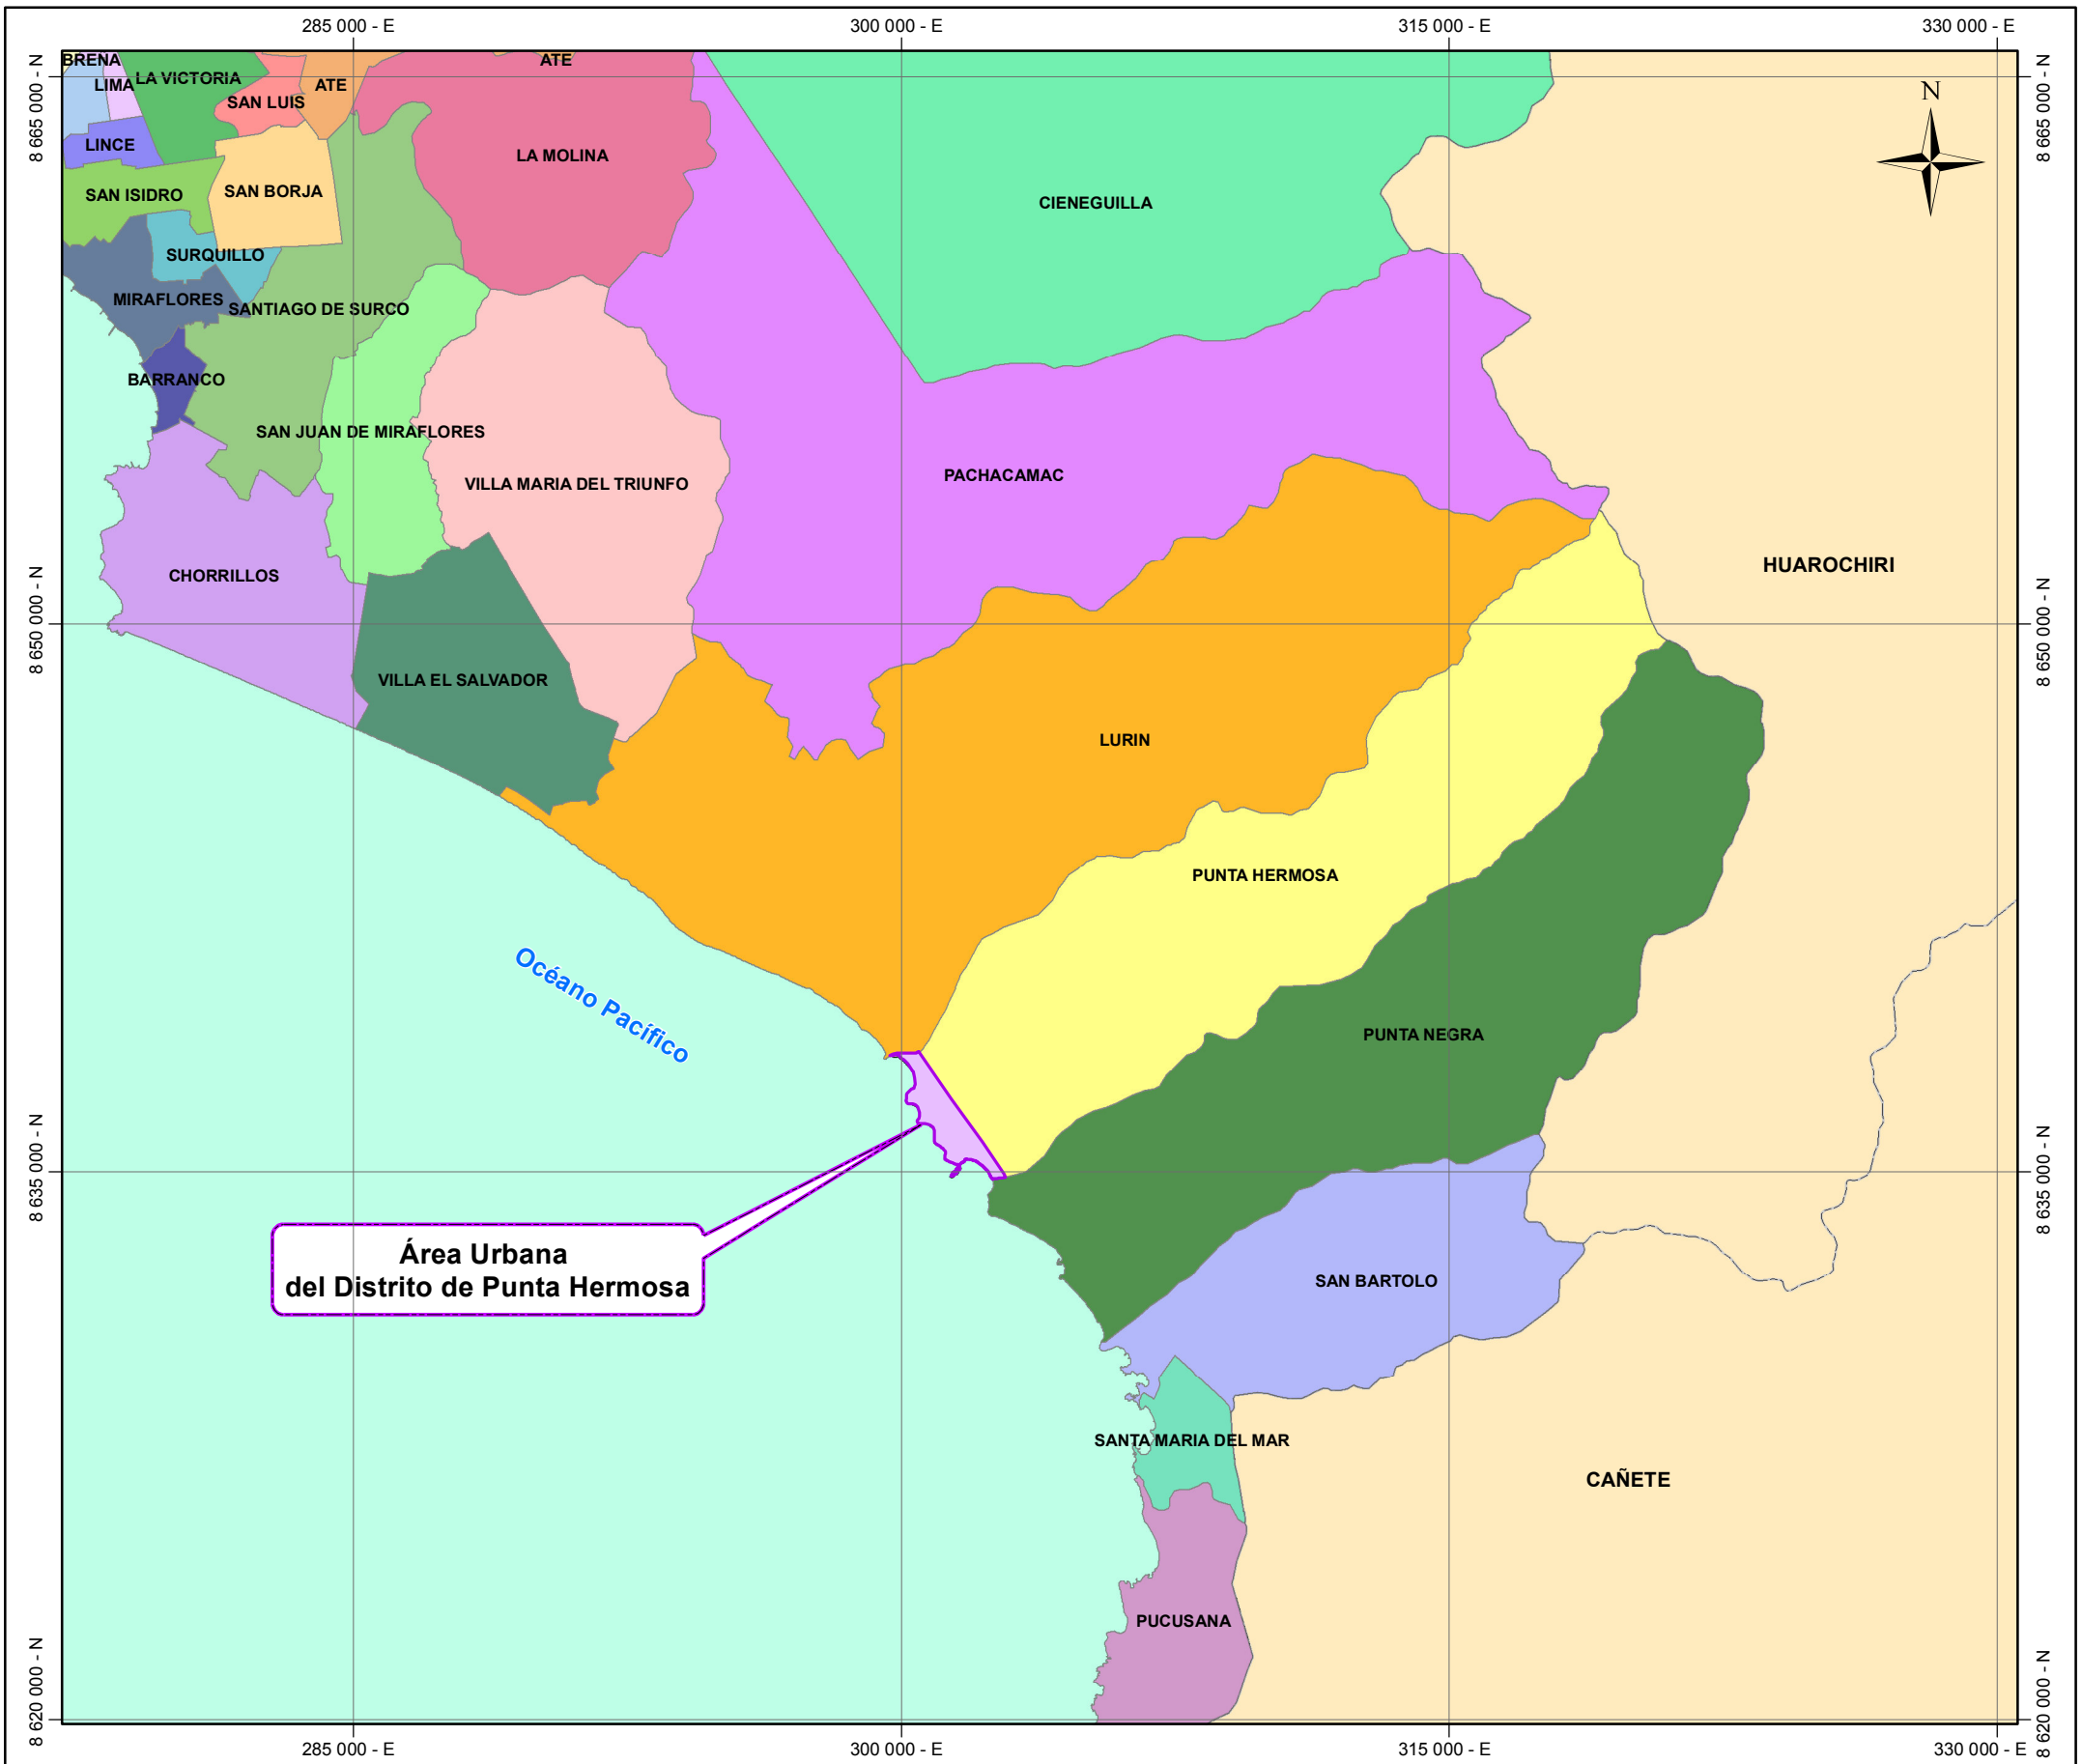 285 000 - E
300 000 - E
315 000 - E
330 000 - E
8 665 000 - N
8 665 000 - N
BRENA
LIMA
LA VICTORIA
SAN LUIS
ATE
ATE
N
LINCE
LA MOLINA
SAN ISIDRO
SAN BORJA
CIENEGUILLA
SURQUILLO
MIRAFLORES
SANTIAGO DE SURCO
BARRANCO
SAN JUAN DE MIRAFLORES
VILLA MARIA DEL TRIUNFO
PACHACAMAC
HUAROCHIRI
CHORRILLOS
8 650 000 - N
8 650 000 - N
VILLA EL SALVADOR
LURIN
PUNTA HERMOSA
Océano Pacífico
PUNTA NEGRA
8 635 000 - N
8 635 000 - N
Área Urbana
del Distrito de Punta Hermosa
SAN BARTOLO
SANTA MARIA DEL MAR
CAÑETE
PUCUSANA
8 620 000 - N
8 620 000 - N
285 000 - E
300 000 - E
315 000 - E
330 000 - E